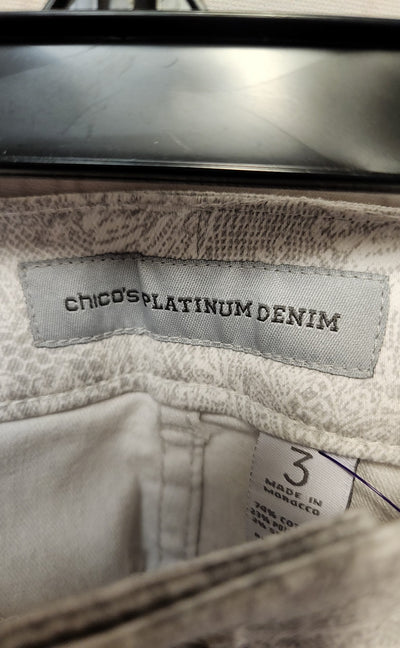 chico's PLATINUM DENIM
3
MADE IN
MOROCCO